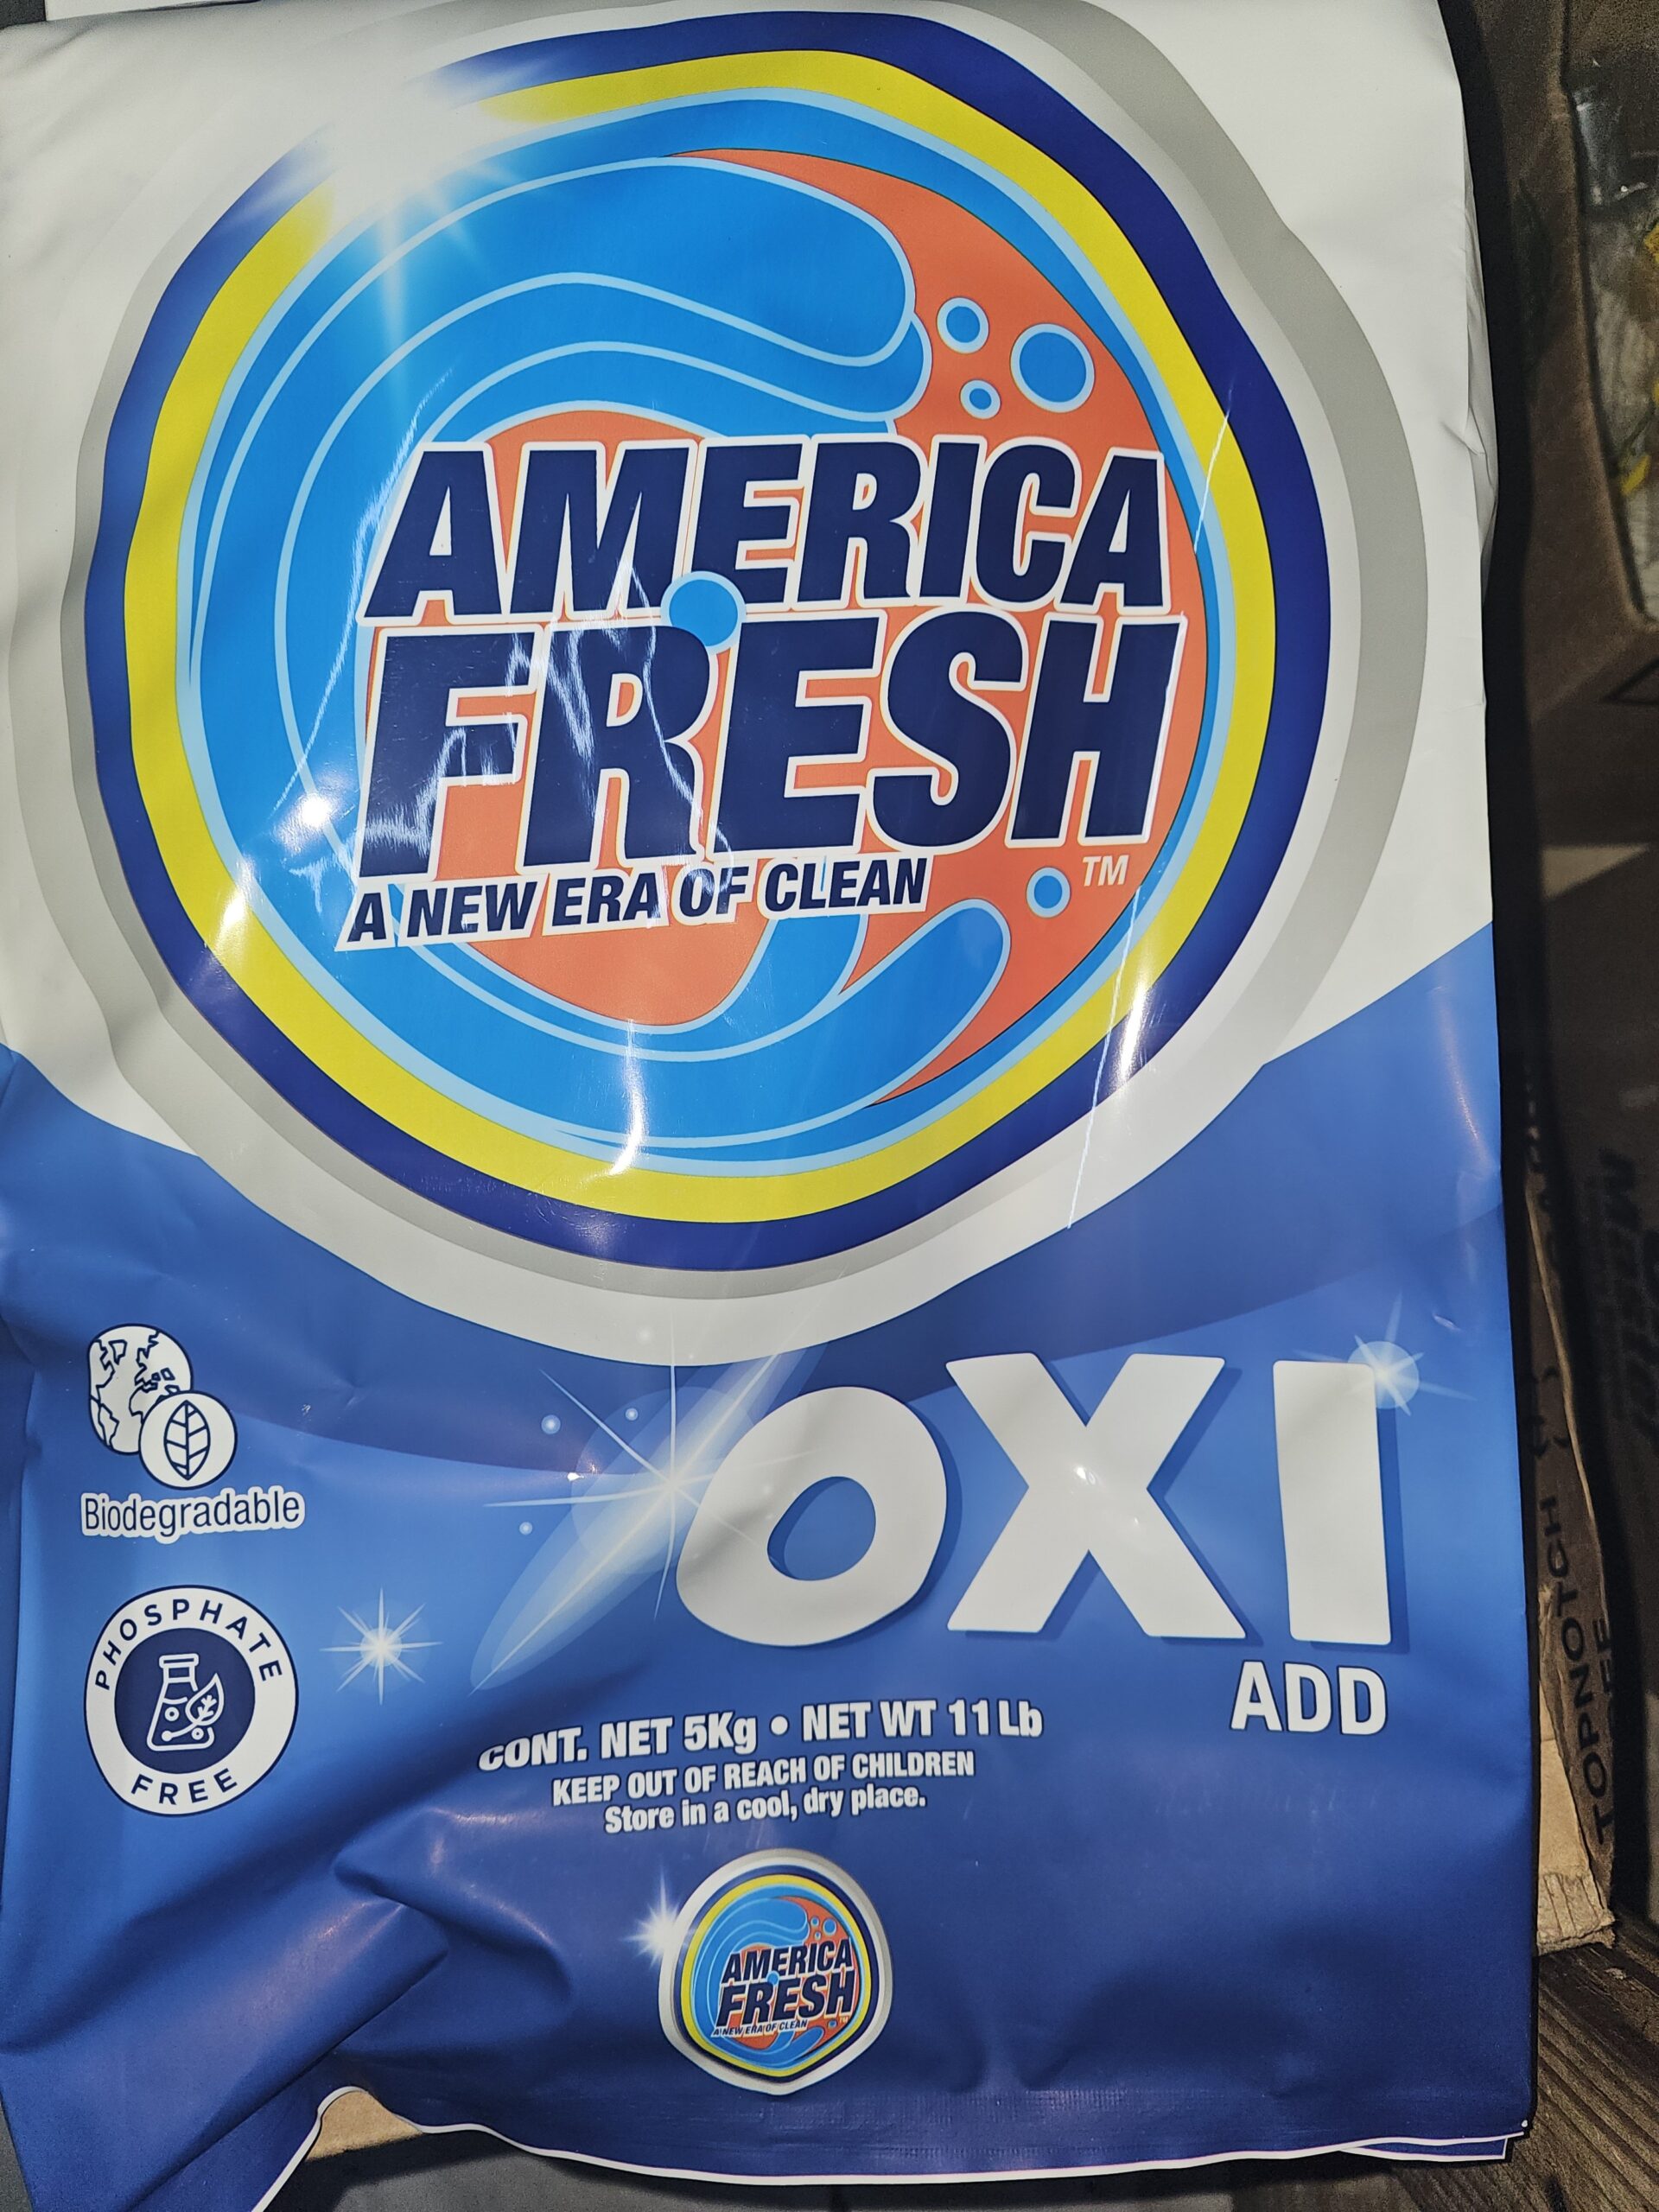 AMERICA
FRESH
A NEW ERA OF CLEAN
TM
OXI
ADD
Biodegradable
PHOSPHATE
FREE
CONT. NET 5Kg • NET WT 11 Lb
KEEP OUT OF REACH OF CHILDREN
Store in a cool, dry place.
AMERICA
FRESH
A NEW ERA OF CLEAN
TM
TOPNOTCH